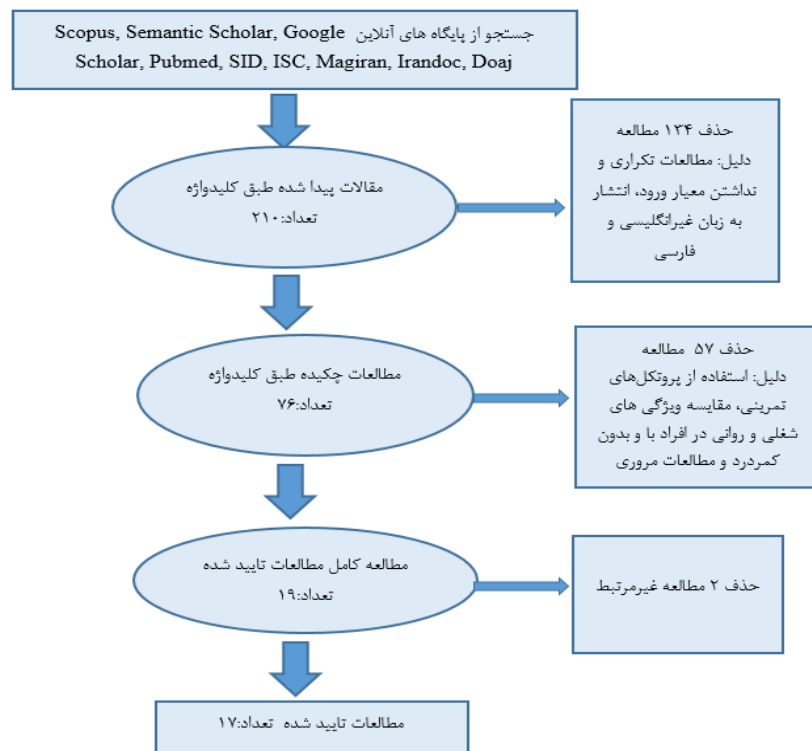 جستجو از پایگاه های آنلاین Scopus, Semantic Scholar, Google
Scholar, Pubmed, SID, ISC, Magiran, Irandoc, Doaj
مقالات پیدا شده طبق کلیدواژه
تعداد:۲۱۰
حذف ۱۳۴ مطالعه
دلیل: مطالعات تکراری و
نداشتن معیار ورود، انتشار
به زبان غیرانگلیسی و
فارسی
مطالعات چکیده طبق کلیدواژه
تعداد:۷۶
حذف ۵۷ مطالعه
دلیل: استفاده از پروتکل‌های
تمرینی، مقایسه ویژگی های
شغلی و روانی در افراد با و بدون
کمردرد و مطالعات مروری
مطالعه کامل مطالعات تایید شده
تعداد:۱۹
حذف ۲ مطالعه غیرمرتبط
مطالعات تایید شده تعداد:۱۷